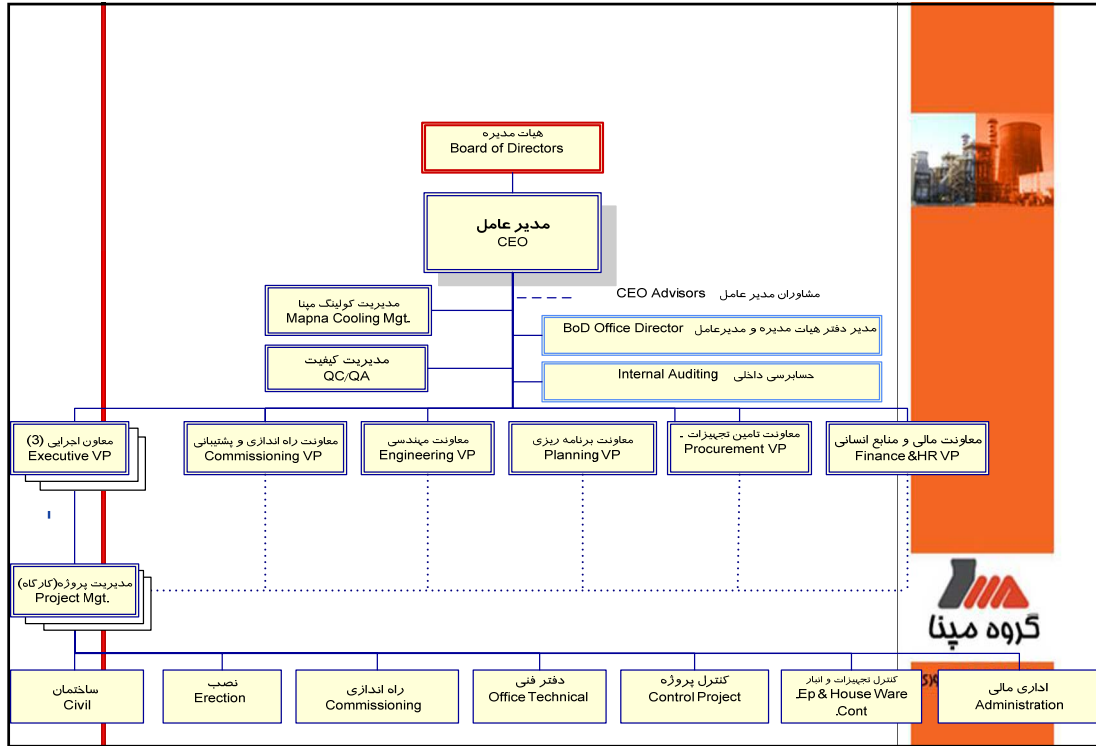 هیات مدیره
Board of Directors
مدیر عامل
CEO
مدیریت کولینگ مپنا
Mapna Cooling Mgt.
CEO Advisors مشاوران مدیر عامل
BoD Office Director مدیر دفتر هیات مدیره و مدیرعامل
مدیریت کیفیت
QC/QA
Internal Auditing حسابرسی داخلی
معاون اجرایی (3)
Executive VP
معاونت راه اندازی و پشتیبانی
Commissioning VP
معاونت مهندسی
Engineering VP
معاونت برنامه ریزی
Planning VP
معاونت تامین تجهیزات -
Procurement VP
معاونت مالی و منابع انسانی
Finance &HR VP
مدیریت پروژه(کارگاه)
Project Mgt.
گروه مپنا
ساختمان
Civil
نصب
Erection
راه اندازی
Commissioning
دفتر فنی
Office Technical
کنترل پروژه
Control Project
کنترل تجهیزات و انبار
.Ep & House Ware
.Cont
اداری مالی
Administration